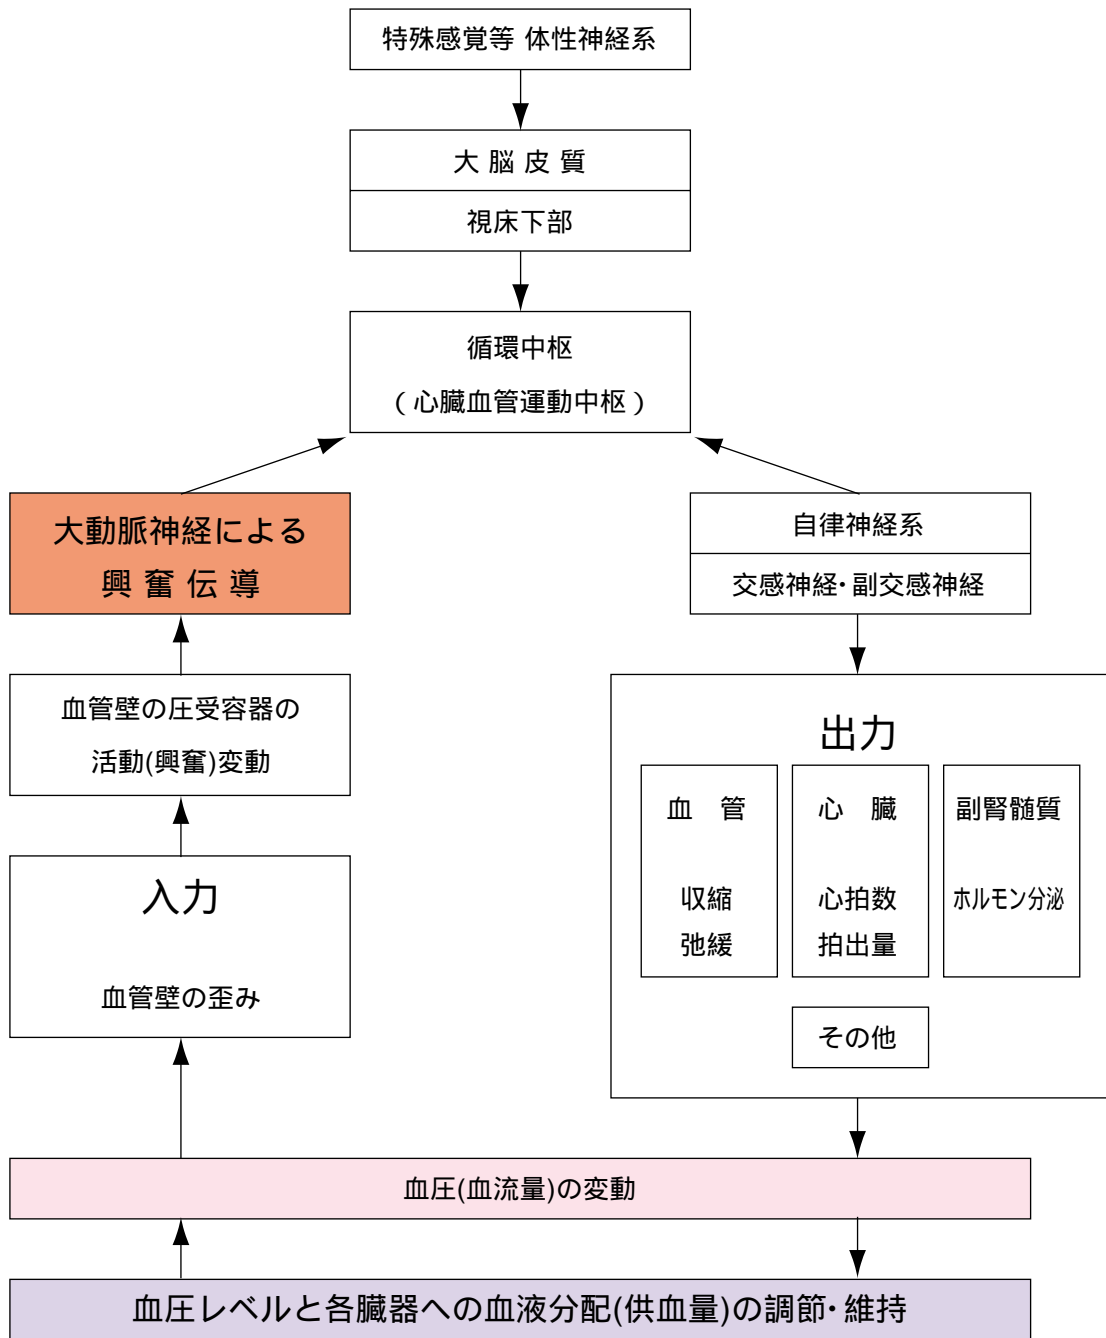 特殊感覚等 体性神経系
大 脳 皮 質
視床下部
循環中枢
(心臓血管運動中枢)
大動脈神経による
興 奮 伝 導
自律神経系
交感神経・副交感神経
血管壁の圧受容器の
活動(興奮)変動
出力
血 管
収縮
弛緩
心 臓
心拍数
拍出量
副腎髄質
ホルモン分泌
その他
入力
血管壁の歪み
血圧(血流量)の変動
血圧レベルと各臓器への血液分配(供血量)の調節・維持